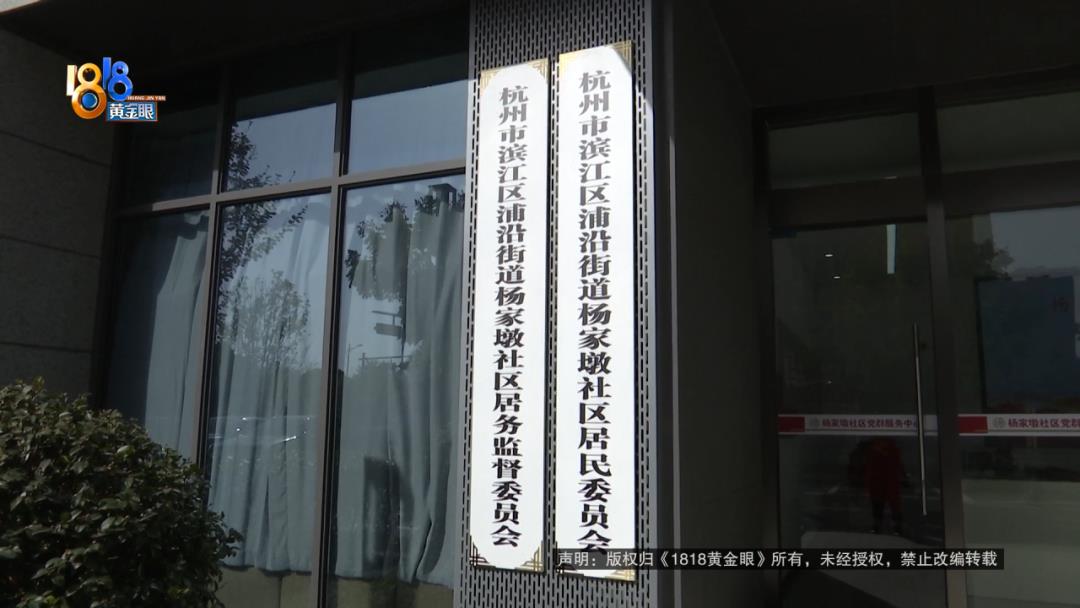 1818
HUANG JIN YAN
黄金眼
杭州市滨江区浦沿街道杨家墩社区居民委员会
杭州市滨江区浦沿街道杨家墩社区居务监督委员会
杨家墩社区党群服务中心
杨家墩社区党群
杨
声明：版权归《1818黄金眼》所有，未经授权，禁止改编转载